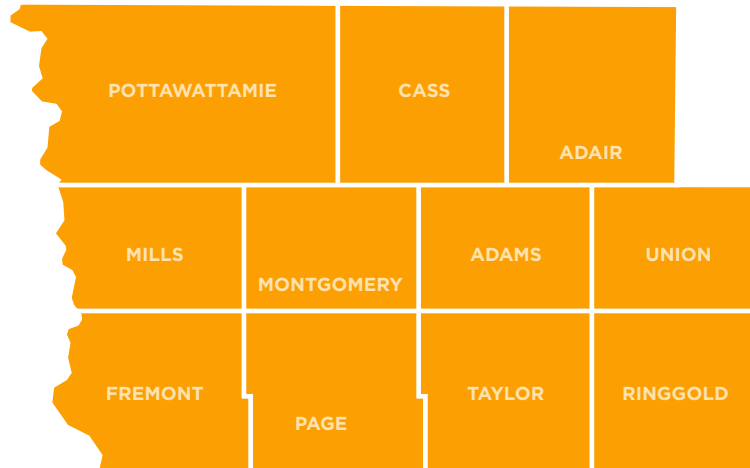 POTTAWATTAMIE
CASS
ADAIR
MILLS
MONTGOMERY
ADAMS
UNION
FREMONT
PAGE
TAYLOR
RINGGOLD